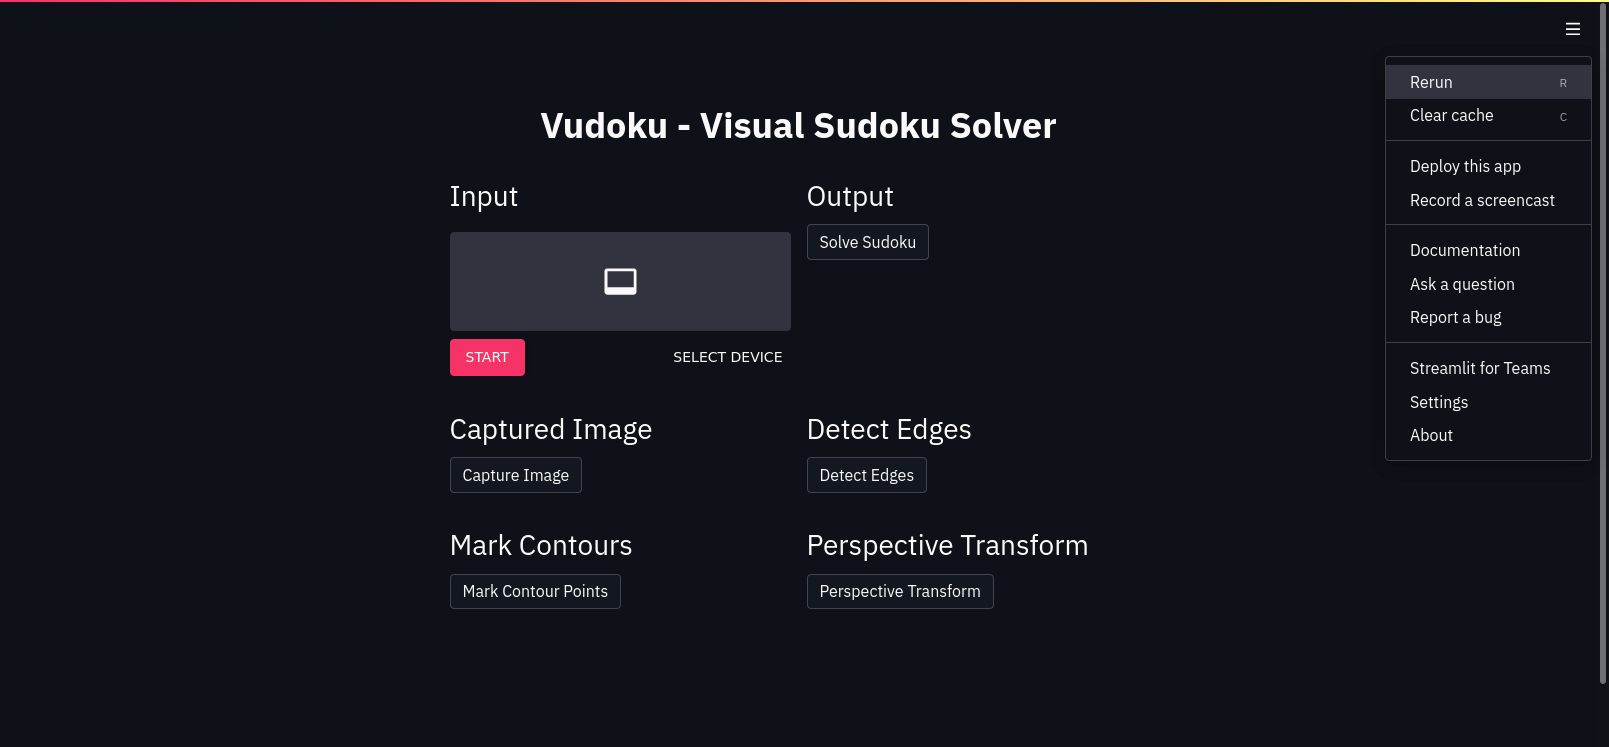 Vudoku - Visual Sudoku Solver
Input
START
SELECT DEVICE
Output
Solve Sudoku
Captured Image
Capture Image
Detect Edges
Detect Edges
Mark Contours
Mark Contour Points
Perspective Transform
Perspective Transform
Rerun R
Clear cache C
Deploy this app
Record a screencast
Documentation
Ask a question
Report a bug
Streamlit for Teams
Settings
About